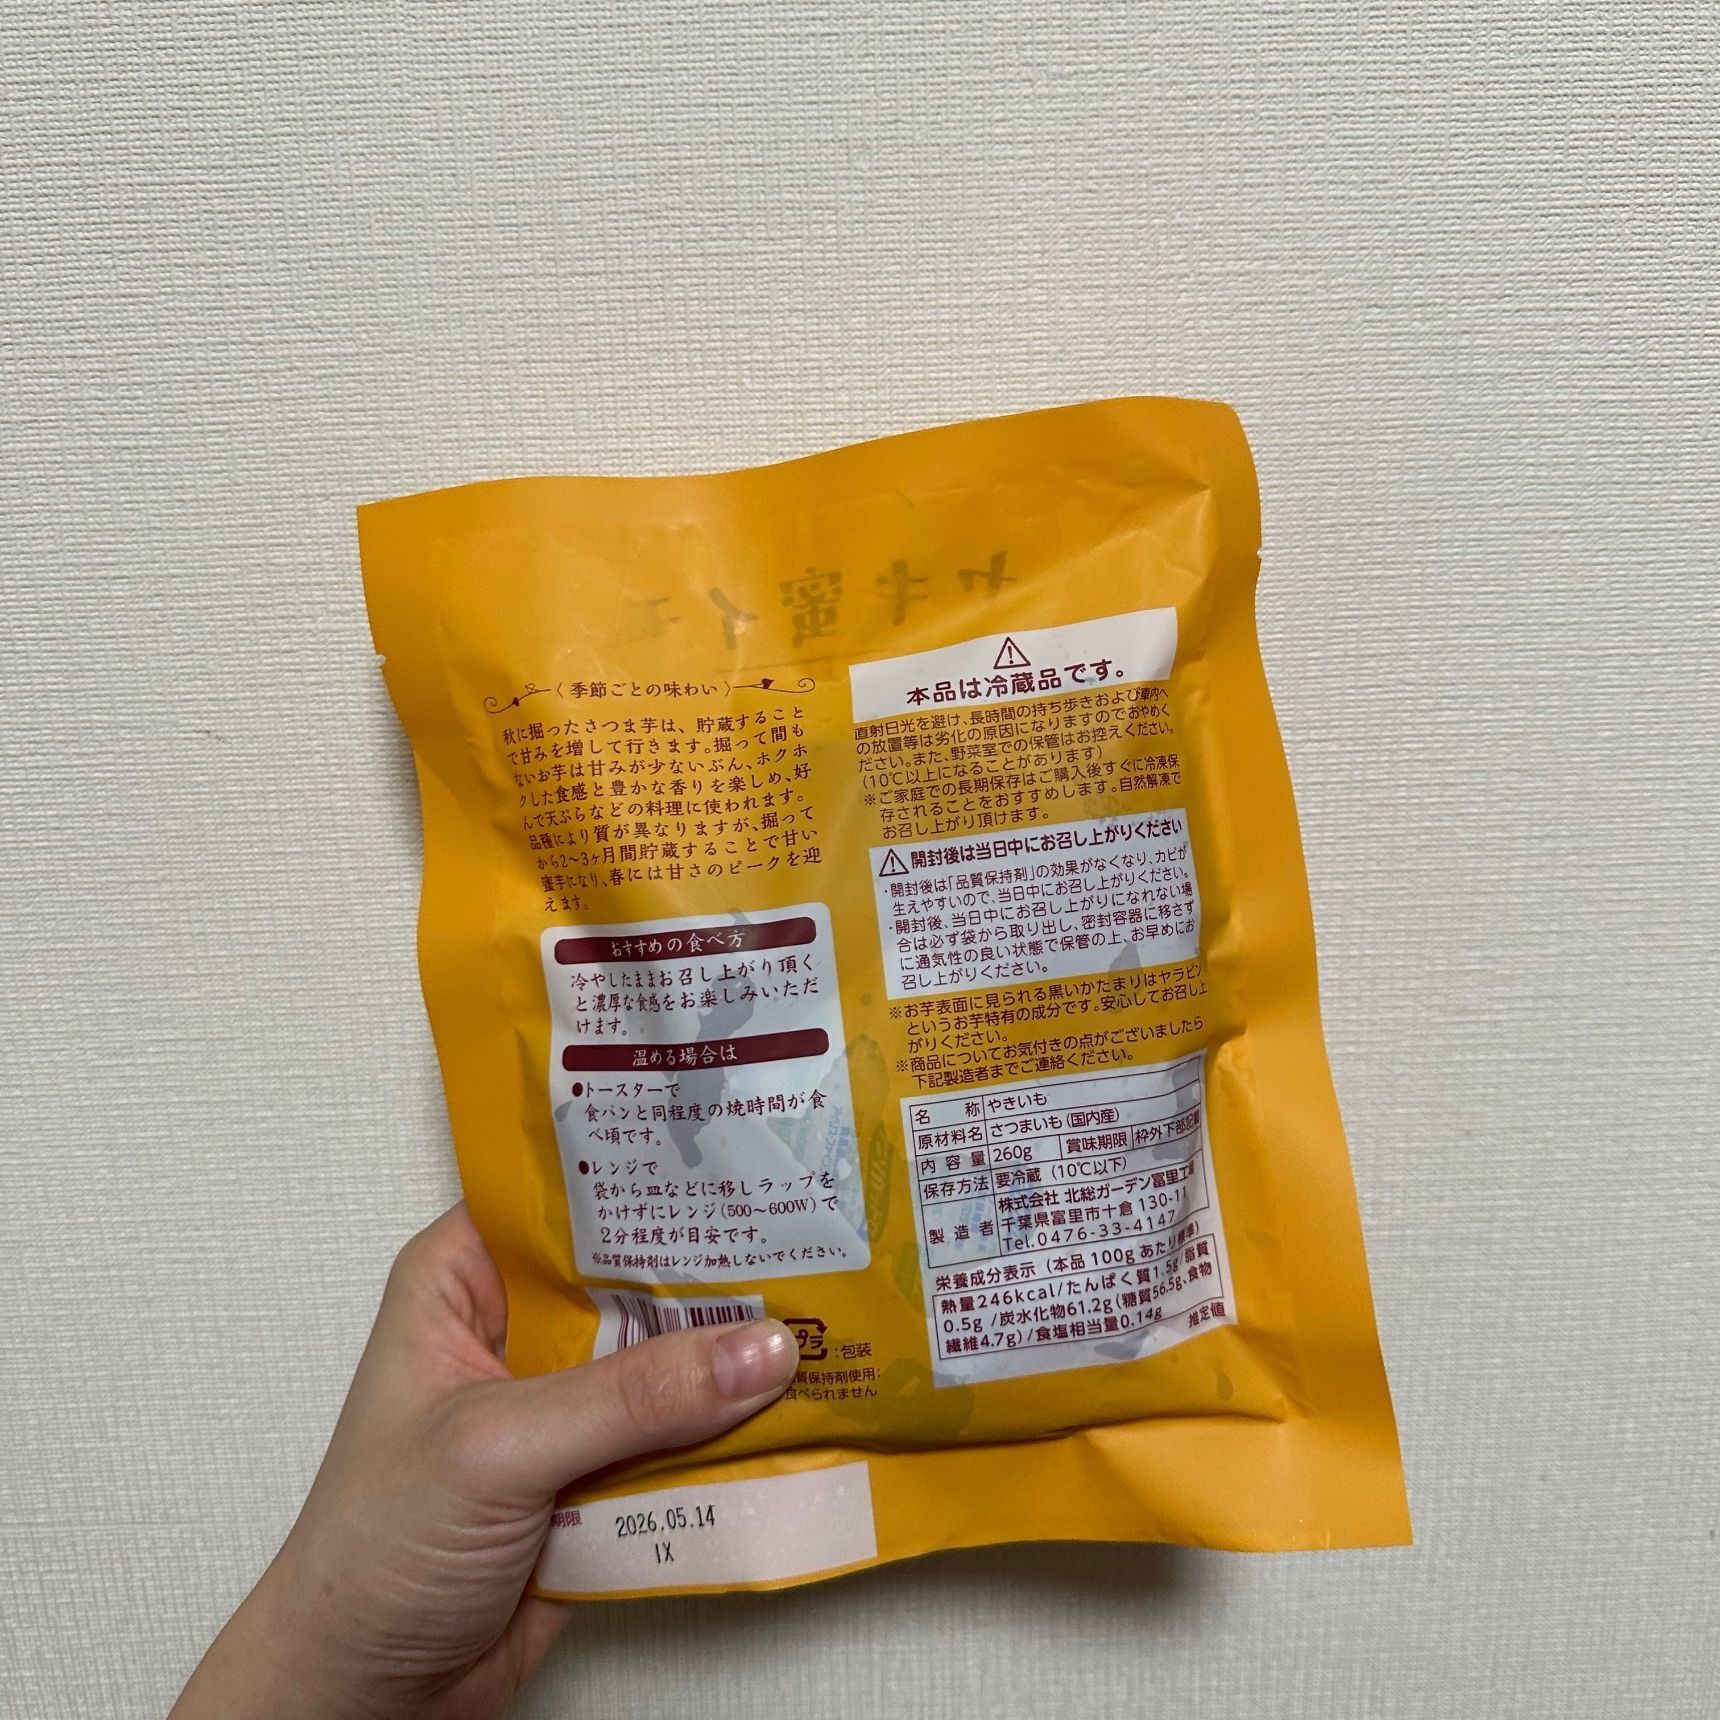 ヤキ蜜イモ
〈季節ごとの味わい〉
秋に掘ったさつま芋は、貯蔵すること
で甘みを増して行きます。掘って間も
ないお芋は甘みが少ないぶん、ホクホ
クした食感と豊かな香りを楽しめ、好
んで天ぷらなどの料理に使われます。
品種により質が異なりますが、掘って
から2〜3ヶ月間貯蔵することで甘い
蜜芋になり、春には甘さのピークを迎
えます。
おすすめの食べ方
冷やしたままお召し上がり頂く
と濃厚な食感をお楽しみいただ
けます。
温める場合は
●トースターで
食パンと同程度の焼時間が食
べ頃です。
●レンジで
袋から皿などに移しラップを
かけずにレンジ(500〜600W)で
2分程度が目安です。
※品質保持剤はレンジ加熱しないでください。
プラ
:包装
質保持剤使用:
食べられません
期限
2026.05.14
IX
本品は冷蔵品です。
直射日光を避け、長時間の持ち歩きおよび車内へ
の放置等は劣化の原因になりますのでおやめく
ださい。また、野菜室での保管はお控えください。
(10℃以上になることがあります)
※ご家庭での長期保存はご購入後すぐに冷凍保
存されることをおすすめします。自然解凍で
お召し上がり頂けます。
開封後は当日中にお召し上がりください
・開封後は「品質保持剤」の効果がなくなり、カビが
生えやすいので、当日中にお召し上がりください。
・開封後、当日中にお召し上がりになれない場
合は必ず袋から取り出し、密封容器に移さず
に通気性の良い状態で保管の上、お早めにお
召し上がりください。
※お芋表面に見られる黒いかたまりはヤラピン
というお芋特有の成分です。安心してお召し上
がりください。
※商品についてお気付きの点がございましたら
下記製造者までご連絡ください。
名称 やきいも
原材料名 さつまいも(国内産)
内容量 260g 賞味期限 枠外下部記載
保存方法 要冷蔵(10℃以下)
製造者 株式会社 北総ガーデン富里工場
千葉県富里市十倉 130-11
Tel.0476-33-4147
栄養成分表示(本品 100g あたり標準)
熱量246kcal/たんぱく質1.5g/脂質
0.5g /炭水化物61.2g(糖質56.5g、食物
繊維4.7g)/食塩相当量0.14g 推定値